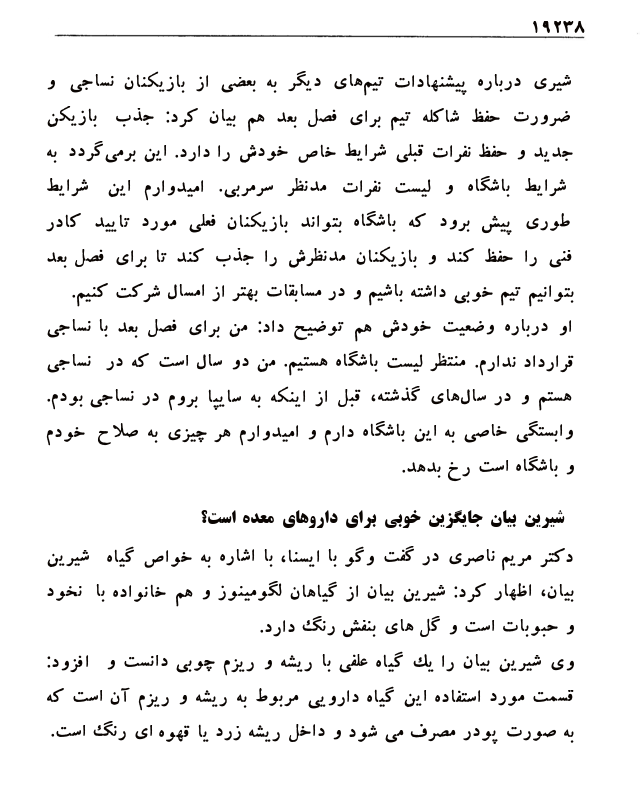 ۱۹۲۳۸
شیری درباره پیشنهادات تیم‌های دیگر به بعضی از بازیکنان نساجی و
ضرورت حفظ شاکله تیم برای فصل بعد هم بیان کرد: جذب بازیکن
جدید و حفظ نفرات قبلی شرایط خاص خودش را دارد. این برمی‌گردد به
شرایط باشگاه و لیست نفرات مدنظر سرمربی. امیدوارم این شرایط
طوری پیش برود که باشگاه بتواند بازیکنان فعلی مورد تایید کادر
فنی را حفظ کند و بازیکنان مدنظرش را جذب کند تا برای فصل بعد
بتوانیم تیم خوبی داشته باشیم و در مسابقات بهتر از امسال شرکت کنیم.
او درباره وضعیت خودش هم توضیح داد: من برای فصل بعد با نساجی
قرارداد ندارم. منتظر لیست باشگاه هستیم. من دو سال است که در نساجی
هستم و در سال‌های گذشته، قبل از اینکه به سایپا بروم در نساجی بودم.
وابستگی خاصی به این باشگاه دارم و امیدوارم هر چیزی به صلاح خودم
و باشگاه است رخ بدهد.
شیرین بیان جایگزین خوبی برای داروهای معده است؟
دکتر مریم ناصری در گفت وگو با ایسنا، با اشاره به خواص گیاه شیرین
بیان، اظهار کرد: شیرین بیان از گیاهان لگومینوز و هم خانواده با نخود
و حبوبات است و گل های بنفش رنگ دارد.
وی شیرین بیان را یك گیاه علفی با ریشه و ریزم چوبی دانست و افزود:
قسمت مورد استفاده این گیاه دارویی مربوط به ریشه و ریزم آن است که
به صورت پودر مصرف می شود و داخل ریشه زرد یا قهوه ای رنگ است.